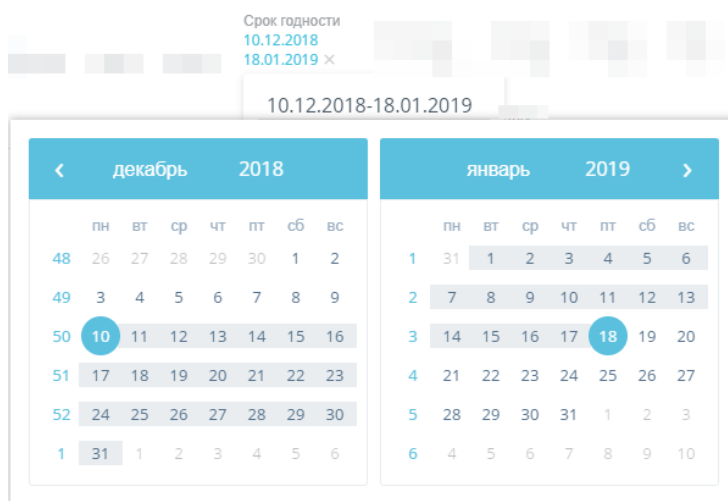 Срок годности
10.12.2018
18.01.2019 ×
10.12.2018-18.01.2019
‹ декабрь 2018
январь 2019 ›
пн вт ср чт пт сб вс
48 26 27 28 29 30 1 2
49 3 4 5 6 7 8 9
50 10 11 12 13 14 15 16
51 17 18 19 20 21 22 23
52 24 25 26 27 28 29 30
1 31 1 2 3 4 5 6
пн вт ср чт пт сб вс
1 31 1 2 3 4 5 6
2 7 8 9 10 11 12 13
3 14 15 16 17 18 19 20
4 21 22 23 24 25 26 27
5 28 29 30 31 1 2 3
6 4 5 6 7 8 9 10